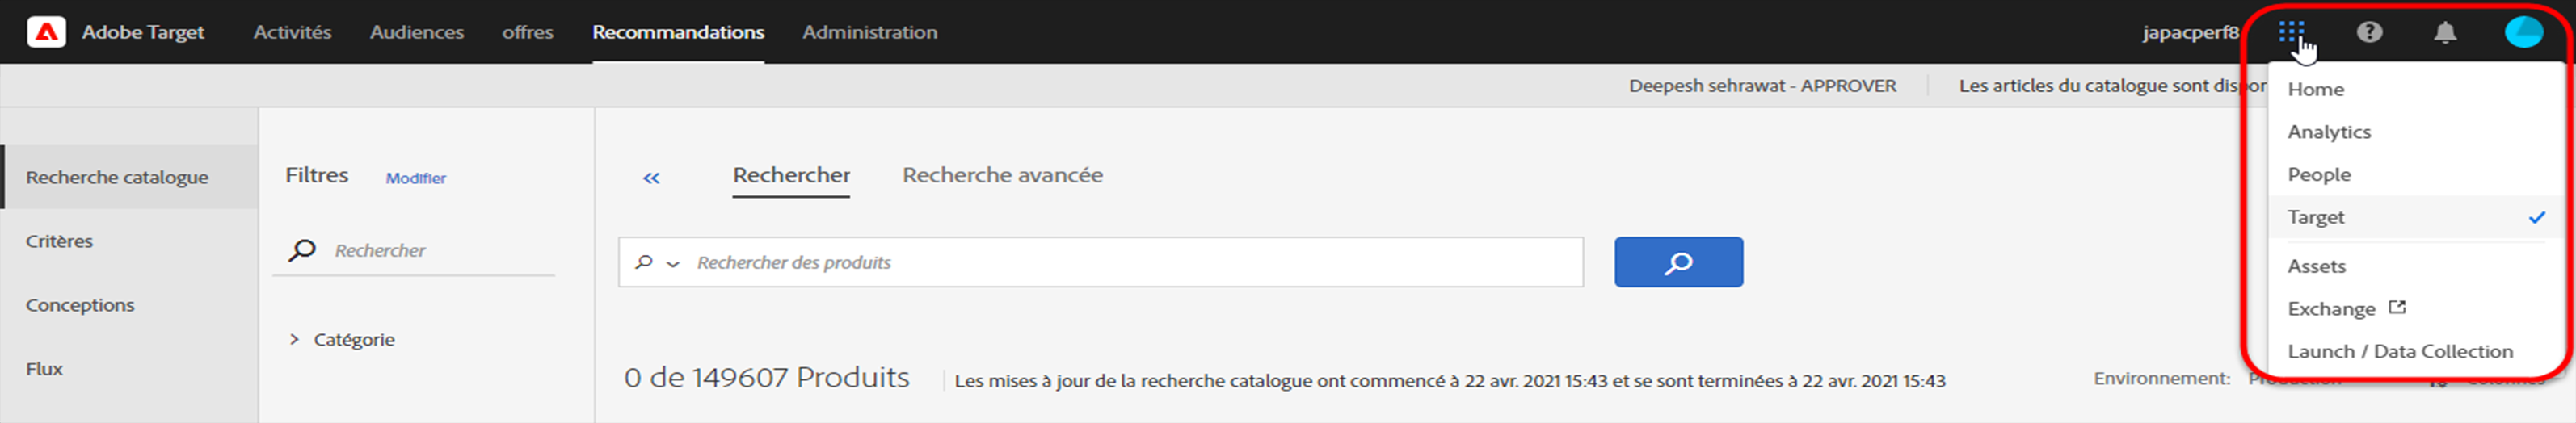 Adobe Target Activités Audiences offres Recommandations Administration japacperf8
Deepesh sehrawat - APPROVER Les articles du catalogue sont dispor
Home
Analytics
People
Target
Assets
Exchange
Launch / Data Collection
Recherche catalogue
Critères
Conceptions
Flux
Filtres Modifier
Rechercher
Catégorie
Rechercher Recherche avancée
Rechercher des produits
0 de 149607 Produits Les mises à jour de la recherche catalogue ont commencé à 22 avr. 2021 15:43 et se sont terminées à 22 avr. 2021 15:43
Environnement: Production Colonnes